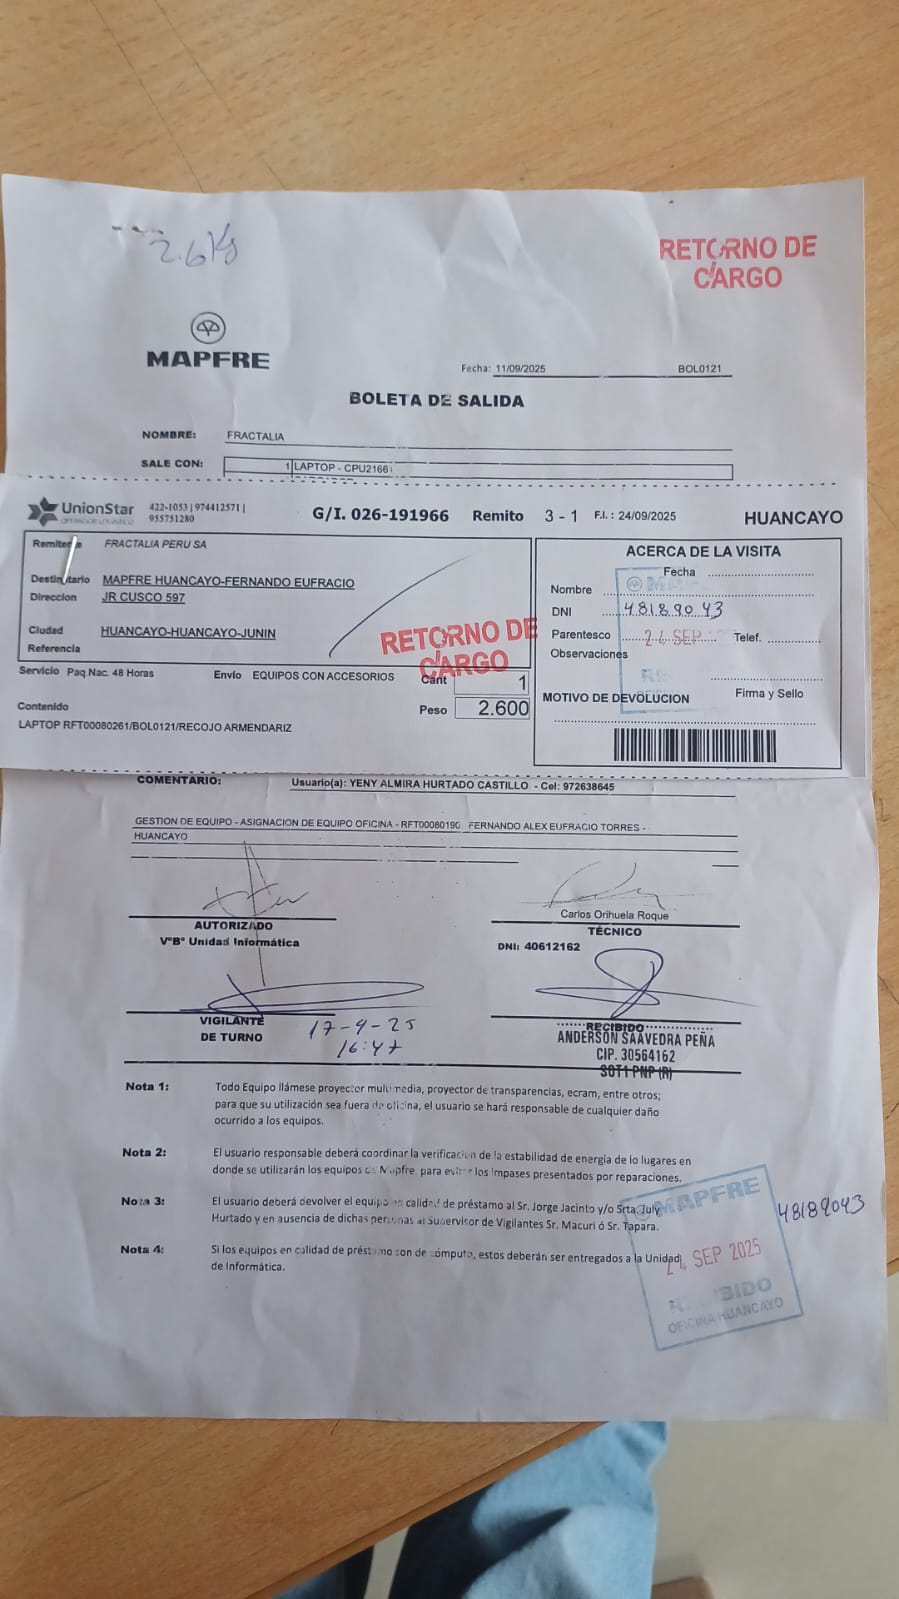 2.6 Kg
RETORNO DE
CARGO
MAPFRE
Fecha: 11/09/2025 BOL0121
BOLETA DE SALIDA
NOMBRE: FRACTALIA
SALE CON: 1 LAPTOP - CPU2166
UnionStar 422-1053 | 974412571 |
OPERADOR LOGISTICO 955751280
G/I. 026-191966 Remito 3 - 1 F.I.: 24/09/2025 HUANCAYO
Remitente FRACTALIA PERU SA
Destinatario MAPFRE HUANCAYO-FERNANDO EUFRACIO
Direccion JR CUSCO 597
Ciudad HUANCAYO-HUANCAYO-JUNIN
Referencia
RETORNO DE
CARGO
Servicio Paq Nac. 48 Horas Envío EQUIPOS CON ACCESORIOS Cant 1
Contenido Peso 2.600
LAPTOP RFT00080261/BOL0121/RECOJO ARMENDARIZ
ACERCA DE LA VISITA
Fecha
Nombre
DNI 48189043
Parentesco 24 SEP Telef.
Observaciones
MOTIVO DE DEVOLUCION Firma y Sello
COMENTARIO: Usuario(a): YENY ALMIRA HURTADO CASTILLO - Cel: 972638645
GESTION DE EQUIPO - ASIGNACION DE EQUIPO OFICINA - RFT00080190 FERNANDO ALEX EUFRACIO TORRES -
HUANCAYO
AUTORIZADO
VºBº Unidad Informática
Carlos Orihuela Roque
TÉCNICO
DNI: 40612162
VIGILANTE
DE TURNO
17-9-25
16:47
RECIBIDO
ANDERSON SAAVEDRA PEÑA
CIP. 30564162
SOT1 PNP (R)
Nota 1: Todo Equipo llámese proyector multimedia, proyector de transparencias, ecram, entre otros;
para que su utilización sea fuera de oficina, el usuario se hará responsable de cualquier daño
ocurrido a los equipos.
Nota 2: El usuario responsable deberá coordinar la verificación de la estabilidad de energía de lo lugares en
donde se utilizarán los equipos de Mapfre, para evitar los impases presentados por reparaciones.
Nota 3: El usuario deberá devolver el equipo en calidad de préstamo al Sr. Jorge Jacinto y/o Srta July
Hurtado y en ausencia de dichas personas al Supervisor de Vigilantes Sr. Macuri ó Sr. Tapara.
Nota 4: Si los equipos en calidad de préstamo son de cómputo, estos deberán ser entregados a la Unidad
de Informática.
MAPFRE
24 SEP 2025
RECIBIDO
OFICINA HUANCAYO
48189043